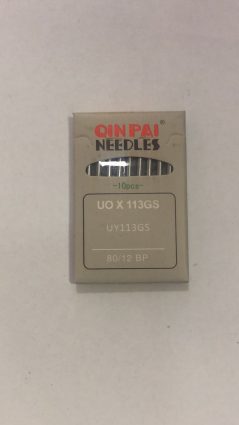 QINPAI®
NEEDLES
-10pcs-
UO X 113GS
UY113GS
80/12 BP